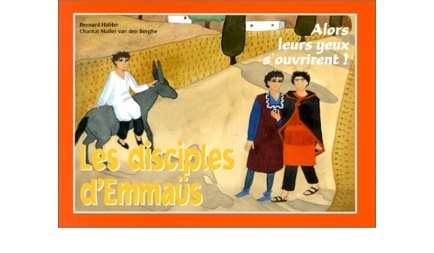 Bernard Hubler
Chantal Muller van den Berghe
Alors
leurs yeux
s'ouvrirent !
Les disciples
d'Emmaüs